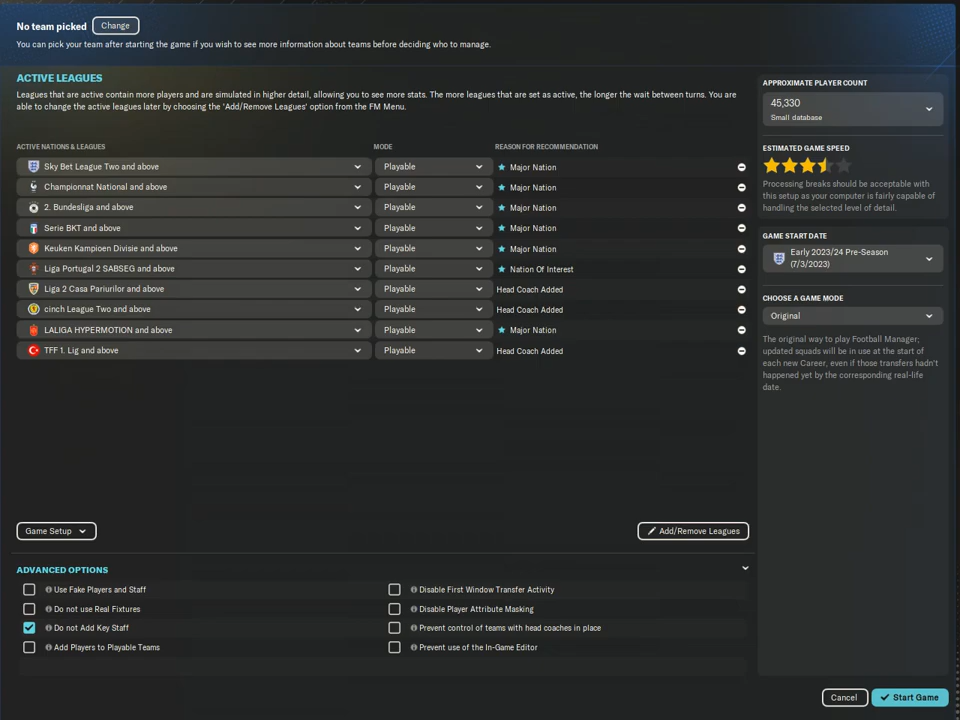 No team picked Change
You can pick your team after starting the game if you wish to see more information about teams before deciding who to manage.
ACTIVE LEAGUES
Leagues that are active contain more players and are simulated in higher detail, allowing you to see more stats. The more leagues that are set as active, the longer the wait between turns. You are
able to change the active leagues later by choosing the 'Add/Remove Leagues' option from the FM Menu.
ACTIVE NATIONS & LEAGUES MODE REASON FOR RECOMMENDATION
Sky Bet League Two and above Playable Major Nation
Championnat National and above Playable Major Nation
2. Bundesliga and above Playable Major Nation
Serie BKT and above Playable Major Nation
Keuken Kampioen Divisie and above Playable Major Nation
Liga Portugal 2 SABSEG and above Playable Nation Of Interest
Liga 2 Casa Pariurilor and above Playable Head Coach Added
cinch League Two and above Playable Head Coach Added
LALIGA HYPERMOTION and above Playable Major Nation
TFF 1. Lig and above Playable Head Coach Added
Game Setup Add/Remove Leagues
ADVANCED OPTIONS
Use Fake Players and Staff Disable First Window Transfer Activity
Do not use Real Fixtures Disable Player Attribute Masking
Do not Add Key Staff Prevent control of teams with head coaches in place
Add Players to Playable Teams Prevent use of the In-Game Editor
APPROXIMATE PLAYER COUNT
45,330
Small database
ESTIMATED GAME SPEED
Processing breaks should be acceptable with
this setup as your computer is fairly capable of
handling the selected level of detail.
GAME START DATE
Early 2023/24 Pre-Season
(7/3/2023)
CHOOSE A GAME MODE
Original
The original way to play Football Manager;
updated squads will be in use at the start of
each new Career, even if those transfers hadn't
happened yet by the corresponding real-life
date.
Cancel Start Game